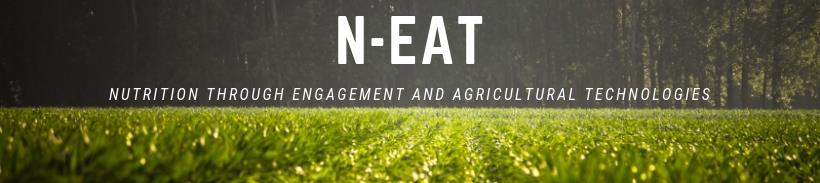 N-EAT
NUTRITION THROUGH ENGAGEMENT AND AGRICULTURAL TECHNOLOGIES